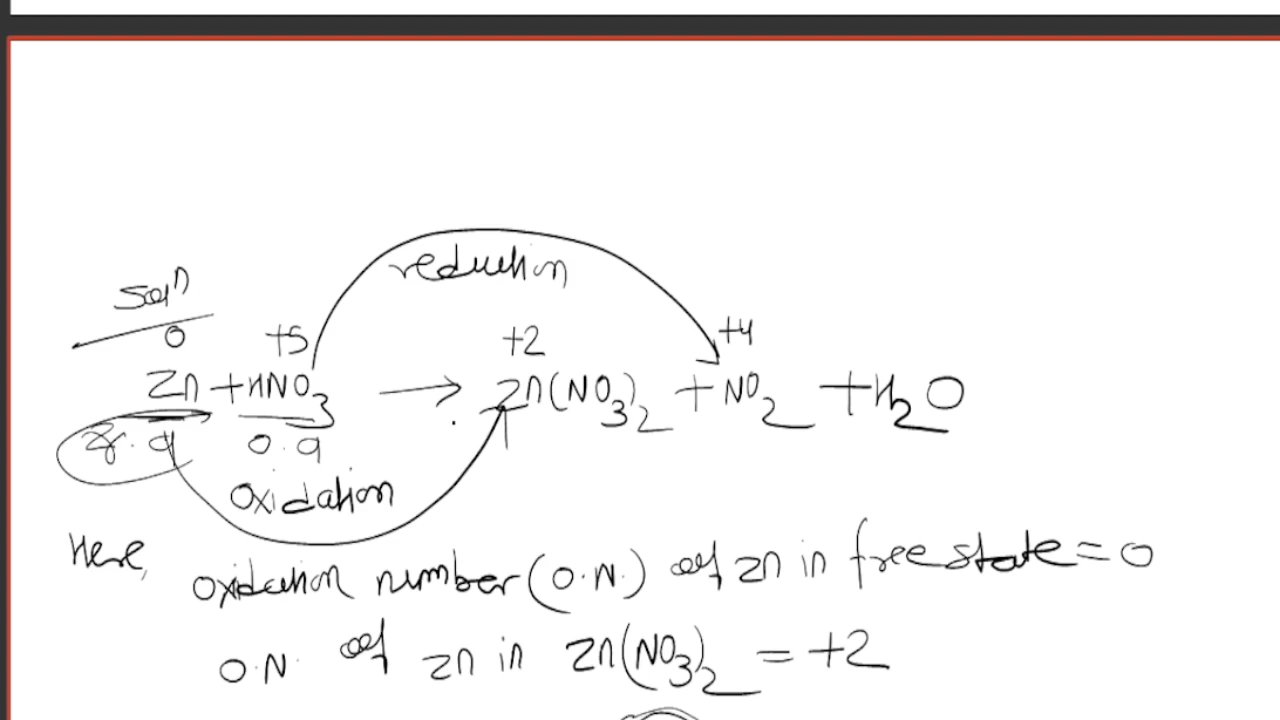 reduction
Solⁿ
0 +5 +2 +4
Zn + HNO₃ → Zn(NO₃)₂ + NO₂ + H₂O
r.a o.a
oxidation
Here,
oxidation number (O.N.) of Zn in free state = 0
O.N. of Zn in Zn(NO₃)₂ = +2